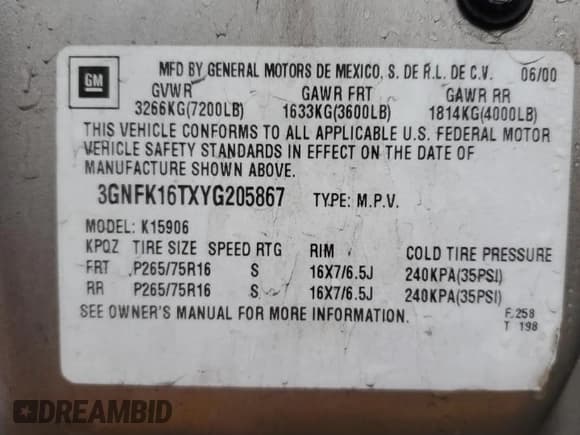 GM
MFD BY GENERAL MOTORS DE MEXICO, S. DE R.L. DE C.V. 06/00
GVWR GAWR FRT GAWR RR
3266KG(7200LB) 1633KG(3600LB) 1814KG(4000LB)
THIS VEHICLE CONFORMS TO ALL APPLICABLE U.S. FEDERAL MOTOR
VEHICLE SAFETY STANDARDS IN EFFECT ON THE DATE OF
MANUFACTURE SHOWN ABOVE.
3GNFK16TXYG205867 TYPE: M.P.V.
MODEL: K15906
KPQZ TIRE SIZE SPEED RTG RIM COLD TIRE PRESSURE
FRT P265/75R16 S 16X7/6.5J 240KPA(35PSI)
RR P265/75R16 S 16X7/6.5J 240KPA(35PSI)
SEE OWNER'S MANUAL FOR MORE INFORMATION.
F.258
T 198
DREAMBID